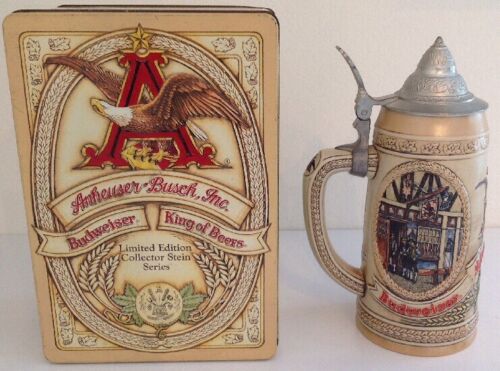 A
®
Anheuser-Busch, Inc.
Budweiser King of Beers
Limited Edition
Collector Stein
Series
Budweiser